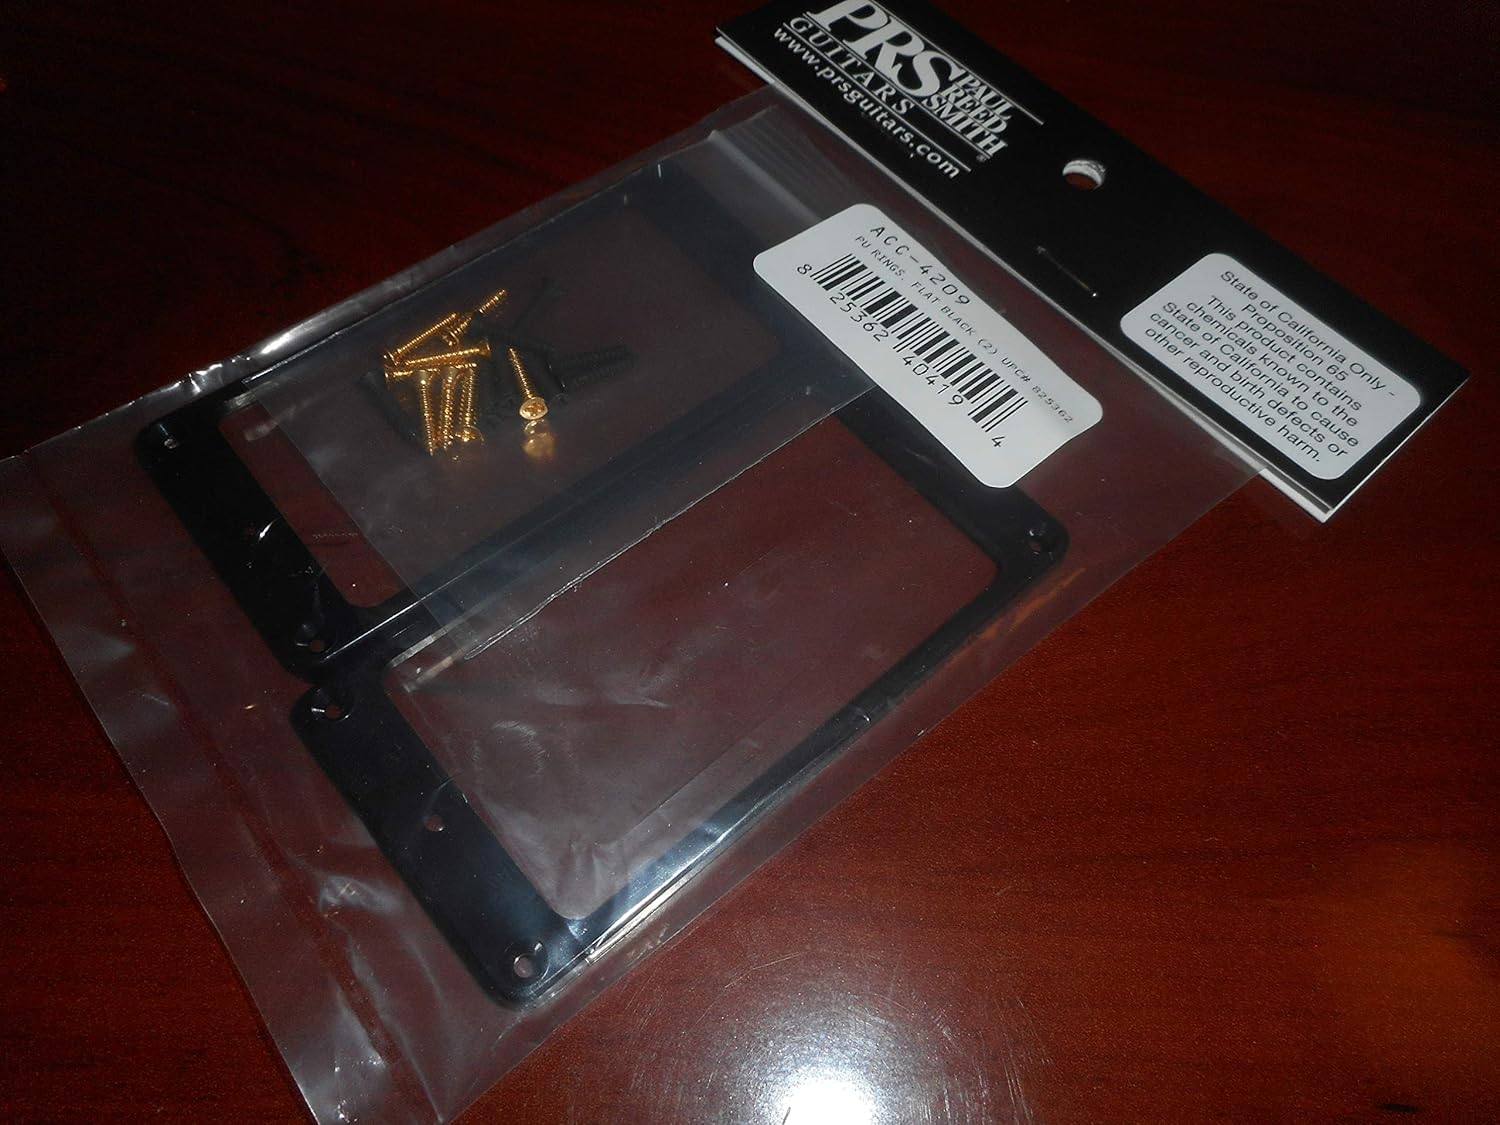 PRS PAUL REED SMITH®
GUITARS
www.prsguitars.com
ACC-4209
PU RINGS, FLAT BLACK (2) UPC# 825362
8 25362 40419 4
State of California Only -
Proposition 65
This product contains
chemicals known to the
State of California to cause
cancer and birth defects or
other reproductive harm.